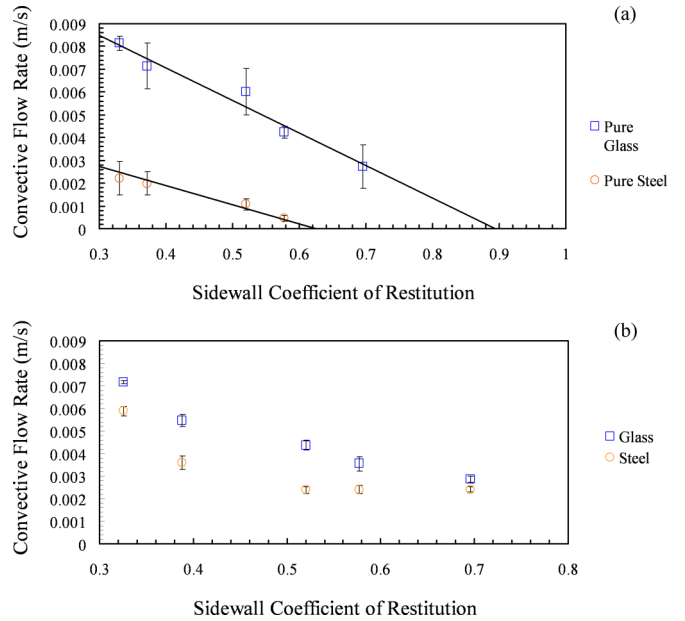 (a)
Convective Flow Rate (m/s)
0.009
0.008
0.007
0.006
0.005
0.004
0.003
0.002
0.001
0
0.3 0.4 0.5 0.6 0.7 0.8 0.9 1
Sidewall Coefficient of Restitution
Pure
Glass
Pure Steel
(b)
Convective Flow Rate (m/s)
0.009
0.008
0.007
0.006
0.005
0.004
0.003
0.002
0.001
0
0.3 0.4 0.5 0.6 0.7 0.8
Sidewall Coefficient of Restitution
Glass
Steel